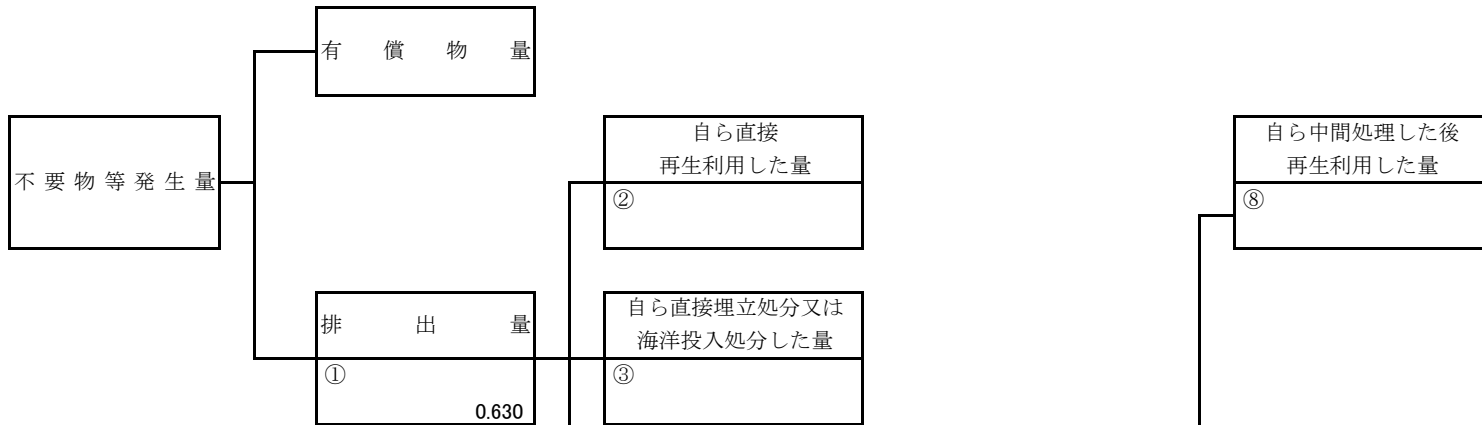 有償物量
不要物等発生量
自ら直接
再生利用した量
②
自ら中間処理した後
再生利用した量
⑧
排出量
①
0.630
自ら直接埋立処分又は
海洋投入処分した量
③